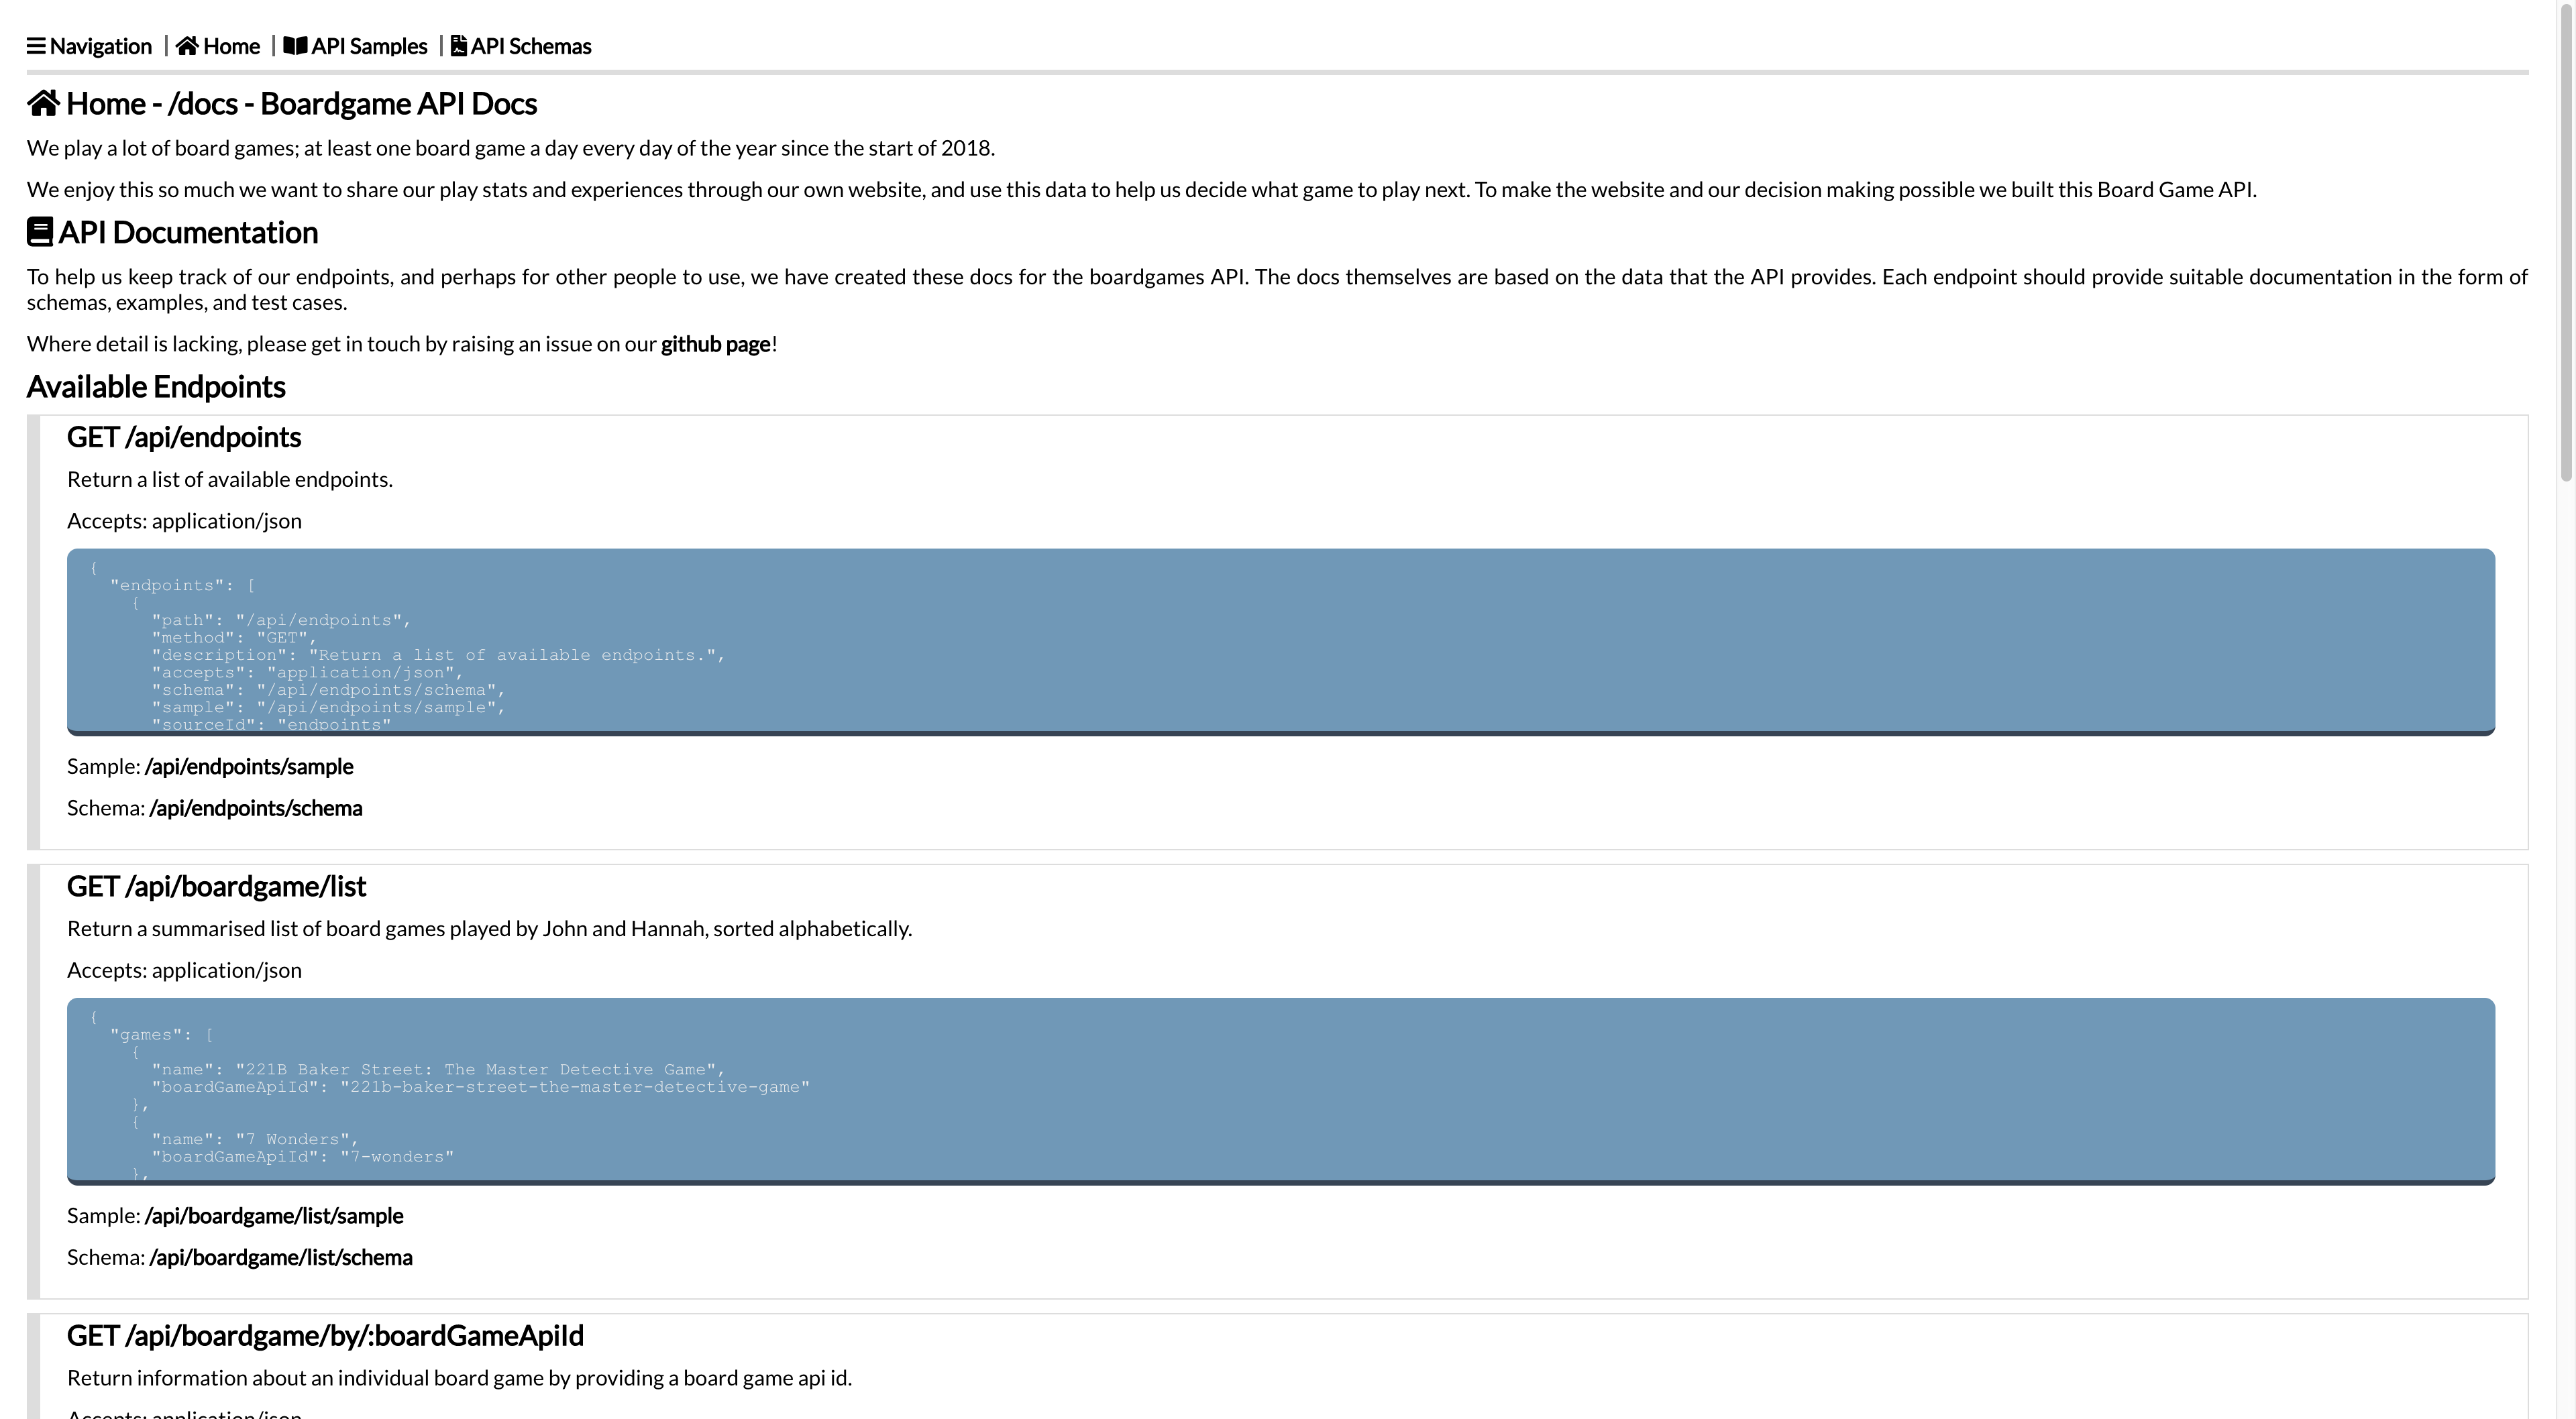 Navigation | Home | API Samples | API Schemas
Home - /docs - Boardgame API Docs
We play a lot of board games; at least one board game a day every day of the year since the start of 2018.
We enjoy this so much we want to share our play stats and experiences through our own website, and use this data to help us decide what game to play next. To make the website and our decision making possible we built this Board Game API.
API Documentation
To help us keep track of our endpoints, and perhaps for other people to use, we have created these docs for the boardgames API. The docs themselves are based on the data that the API provides. Each endpoint should provide suitable documentation in the form of
schemas, examples, and test cases.
Where detail is lacking, please get in touch by raising an issue on our github page!
Available Endpoints
GET /api/endpoints
Return a list of available endpoints.
Accepts: application/json
{
  "endpoints": [
    {
      "path": "/api/endpoints",
      "method": "GET",
      "description": "Return a list of available endpoints.",
      "accepts": "application/json",
      "schema": "/api/endpoints/schema",
      "sample": "/api/endpoints/sample",
      "sourceId": "endpoints"
Sample: /api/endpoints/sample
Schema: /api/endpoints/schema
GET /api/boardgame/list
Return a summarised list of board games played by John and Hannah, sorted alphabetically.
Accepts: application/json
{
  "games": [
    {
      "name": "221B Baker Street: The Master Detective Game",
      "boardGameApiId": "221b-baker-street-the-master-detective-game"
    },
    {
      "name": "7 Wonders",
      "boardGameApiId": "7-wonders"
    },
Sample: /api/boardgame/list/sample
Schema: /api/boardgame/list/schema
GET /api/boardgame/by/:boardGameApiId
Return information about an individual board game by providing a board game api id.
Accepts: application/json